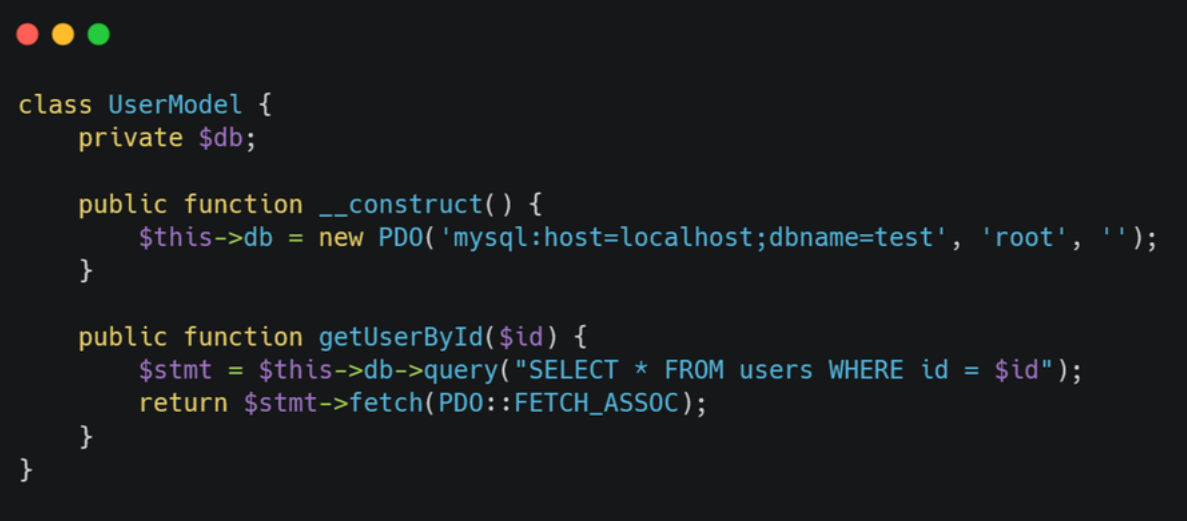 class UserModel {
    private $db;

    public function __construct() {
        $this->db = new PDO('mysql:host=localhost;dbname=test', 'root', '');
    }

    public function getUserById($id) {
        $stmt = $this->db->query("SELECT * FROM users WHERE id = $id");
        return $stmt->fetch(PDO::FETCH_ASSOC);
    }
}